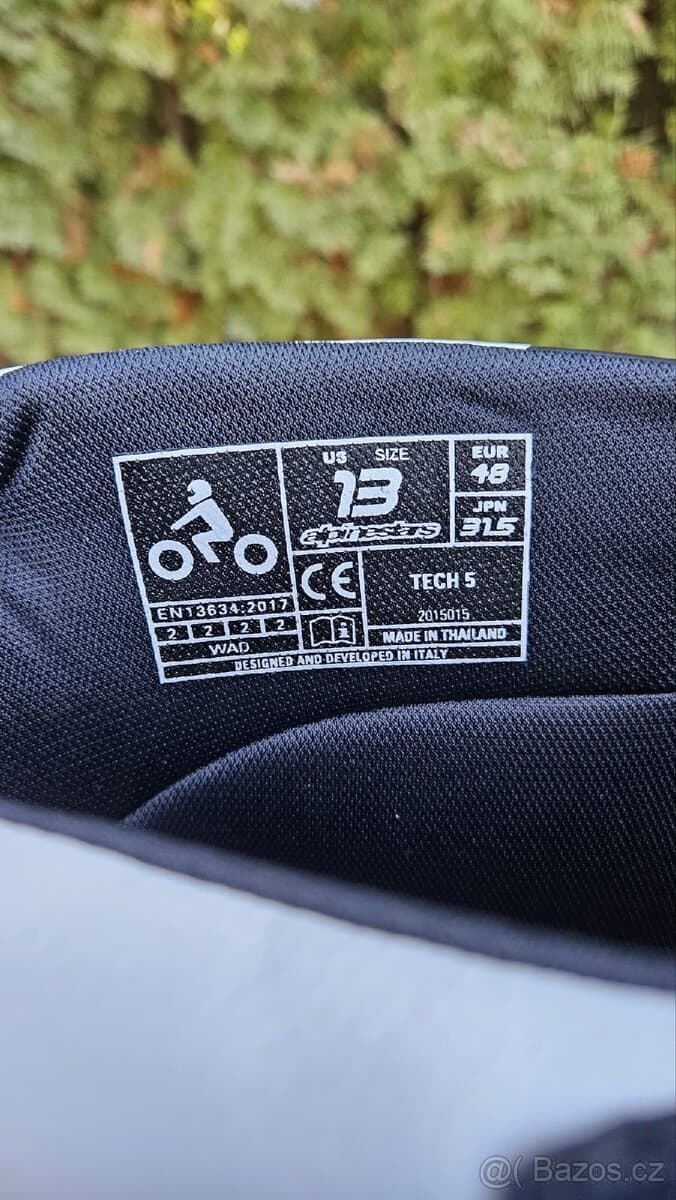 US SIZE
13
alpinestars
EUR
48
JPN
31.5
CE
TECH 5
2015015
EN13634:2017
2 2 2 2
WAD
i
MADE IN THAILAND
DESIGNED AND DEVELOPED IN ITALY
@( Bazos.cz